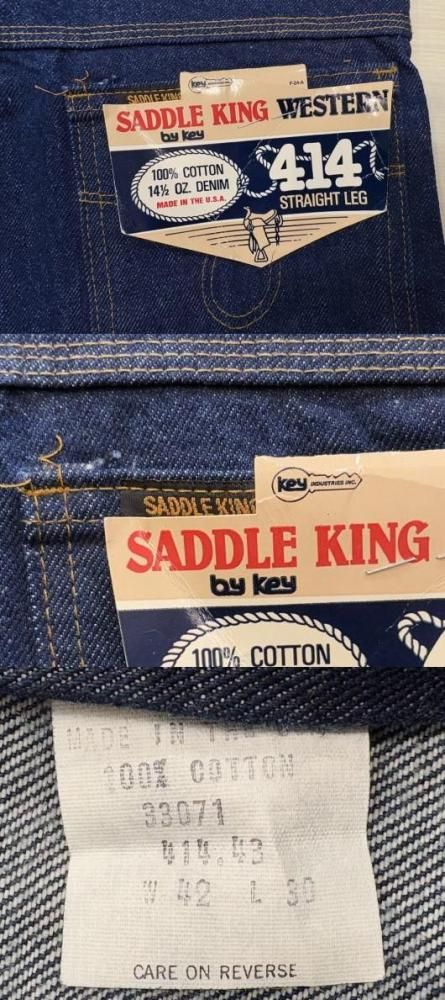 Key INDUSTRIES INC.
F-24-A
SADDLE KING
SADDLE KING WESTERN
by key
100% COTTON
14½ OZ. DENIM
MADE IN THE U.S.A.
414
STRAIGHT LEG
Key INDUSTRIES INC.
SADDLE KING
SADDLE KING
by key
100% COTTON
MADE IN THE
100% COTTON
33071
414.43
W 42 L 30
CARE ON REVERSE